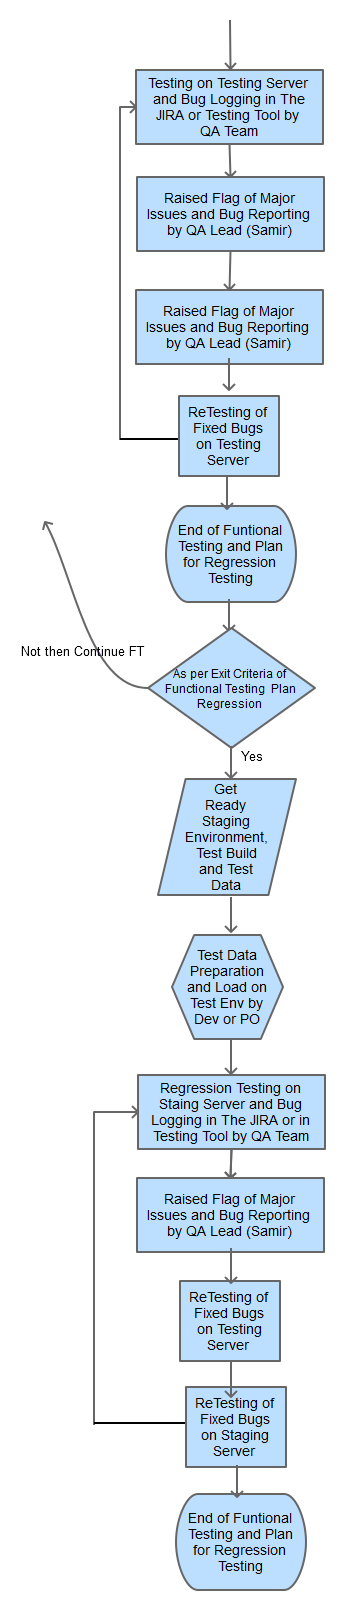 Testing on Testing Server
and Bug Logging in The
JIRA or Testing Tool by
QA Team
Raised Flag of Major
Issues and Bug Reporting
by QA Lead (Samir)
Raised Flag of Major
Issues and Bug Reporting
by QA Lead (Samir)
ReTesting of
Fixed Bugs
on Testing
Server
End of Funtional
Testing and Plan
for Regression
Testing
Not then Continue FT
As per Exit Criteria of
Functional Testing Plan
Regression
Yes
Get
Ready
Staging
Environment,
Test Build
and Test
Data
Test Data
Preparation
and Load on
Test Env by
Dev or PO
Regression Testing on
Staing Server and Bug
Logging in The JIRA or in
Testing Tool by QA Team
Raised Flag of Major
Issues and Bug Reporting
by QA Lead (Samir)
ReTesting of
Fixed Bugs
on Testing
Server
ReTesting of
Fixed Bugs
on Staging
Server
End of Funtional
Testing and Plan
for Regression
Testing